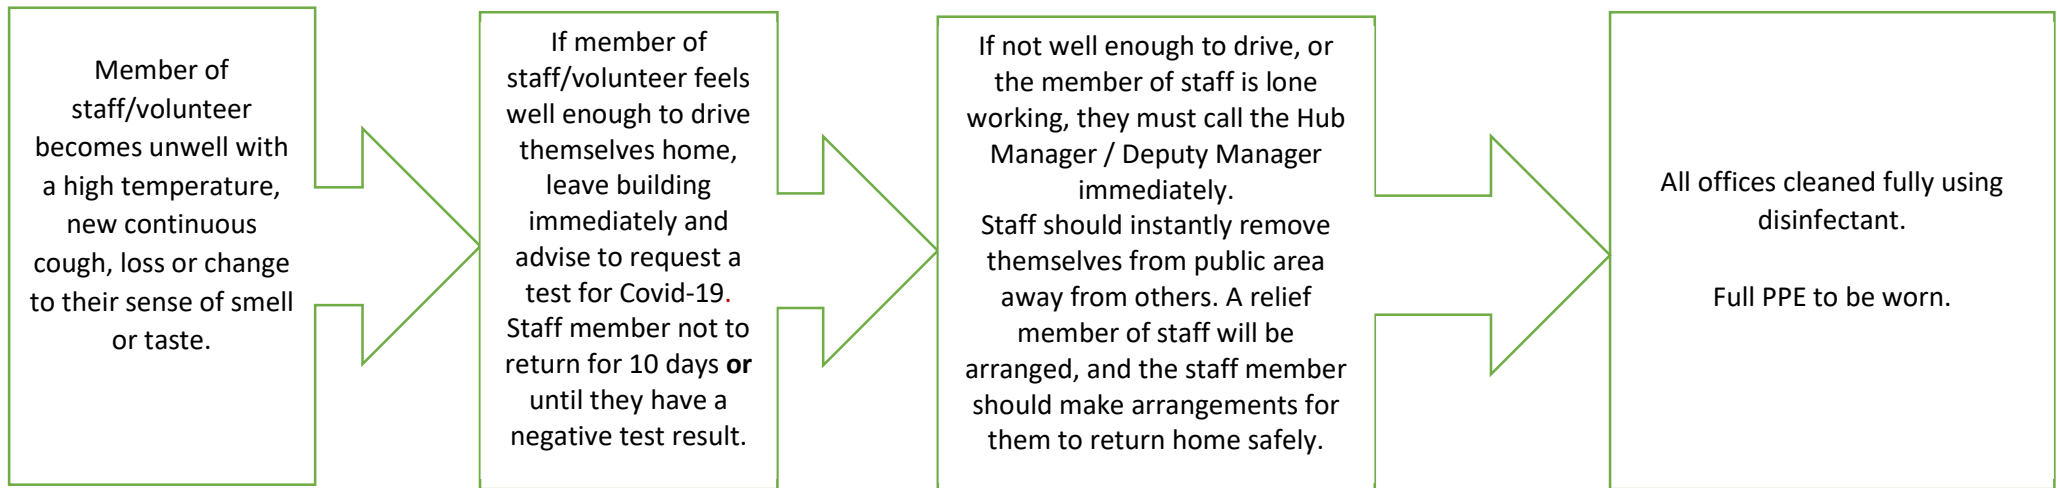 Member of
staff/volunteer
becomes unwell with
a high temperature,
new continuous
cough, loss or change
to their sense of smell
or taste.
If member of
staff/volunteer feels
well enough to drive
themselves home,
leave building
immediately and
advise to request a
test for Covid-19.
Staff member not to
return for 10 days or
until they have a
negative test result.
If not well enough to drive, or
the member of staff is lone
working, they must call the Hub
Manager / Deputy Manager
immediately.
Staff should instantly remove
themselves from public area
away from others. A relief
member of staff will be
arranged, and the staff member
should make arrangements for
them to return home safely.
All offices cleaned fully using
disinfectant.
Full PPE to be worn.